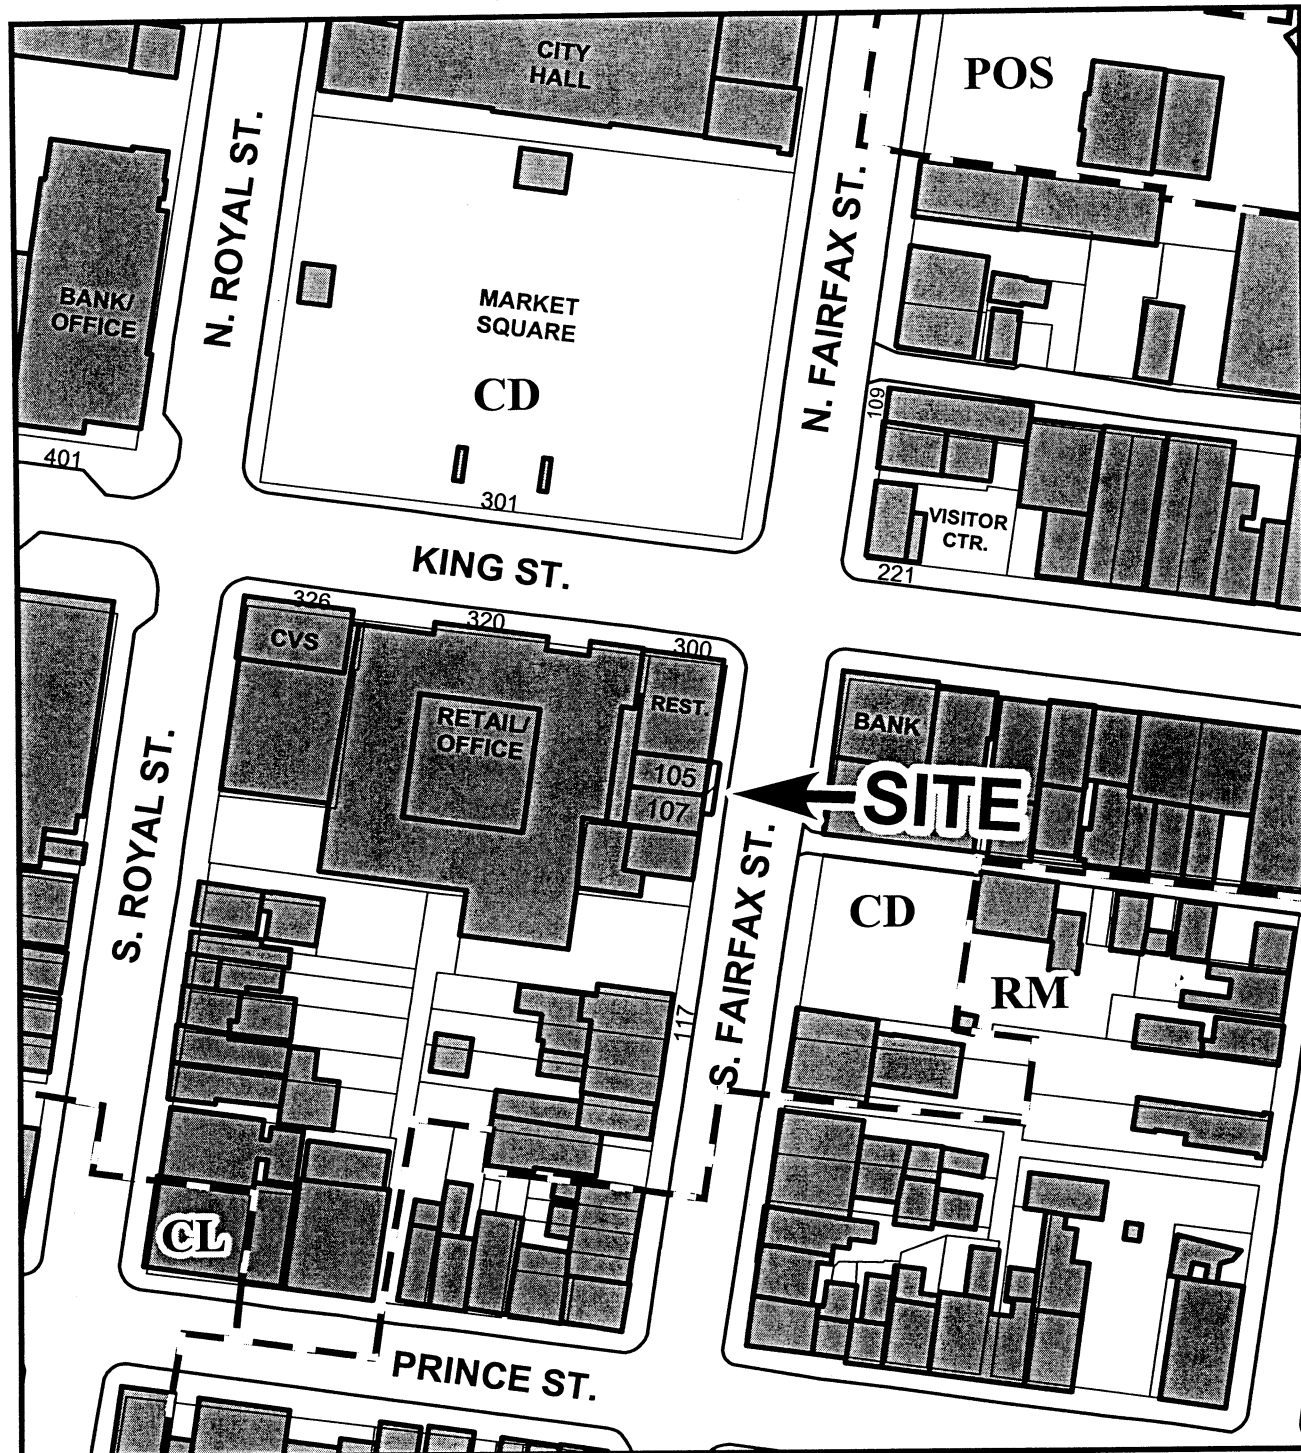 CITY
HALL
POS
N. ROYAL ST.
N. FAIRFAX ST.
BANK/
OFFICE
MARKET
SQUARE
CD
109
401
301
VISITOR
CTR.
KING ST.
221
326
320
300
CVS
REST.
RETAIL/
OFFICE
BANK
105
107
SITE
S. ROYAL ST.
S. FAIRFAX ST.
CD
RM
117
CL
PRINCE ST.